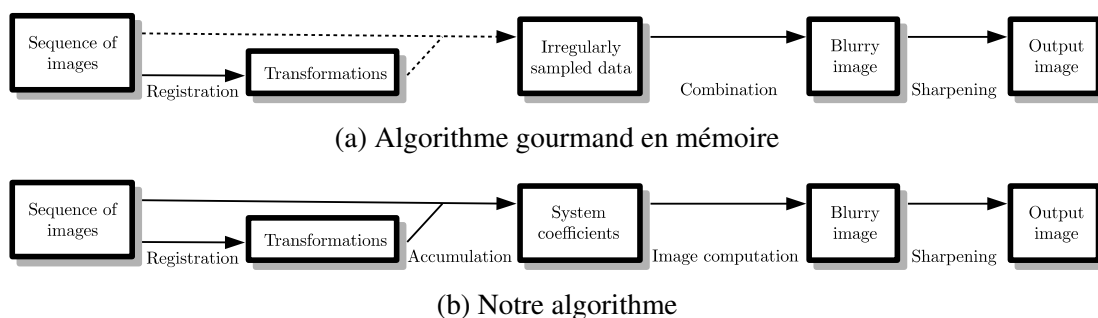 Sequence of
images
Registration
Transformations
Irregularly
sampled data
Combination
Blurry
image
Sharpening
Output
image
(a) Algorithme gourmand en mémoire
Sequence of
images
Registration
Transformations
Accumulation
System
coefficients
Image computation
Blurry
image
Sharpening
Output
image
(b) Notre algorithme